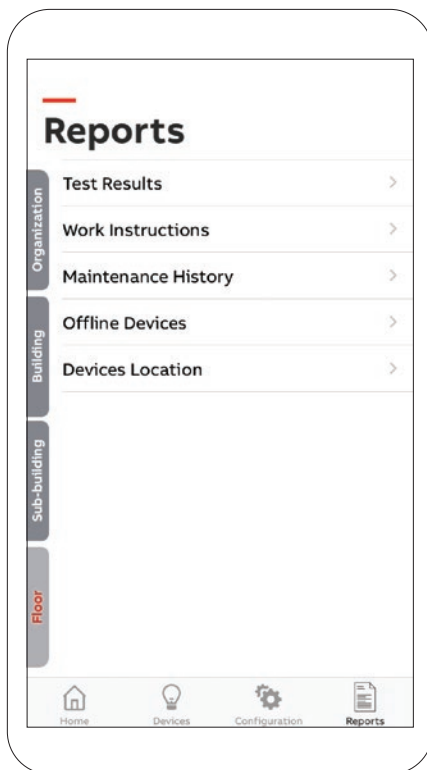 Reports
Organization
Building
Sub-building
Floor
Test Results
Work Instructions
Maintenance History
Offline Devices
Devices Location
Home
Devices
Configuration
Reports